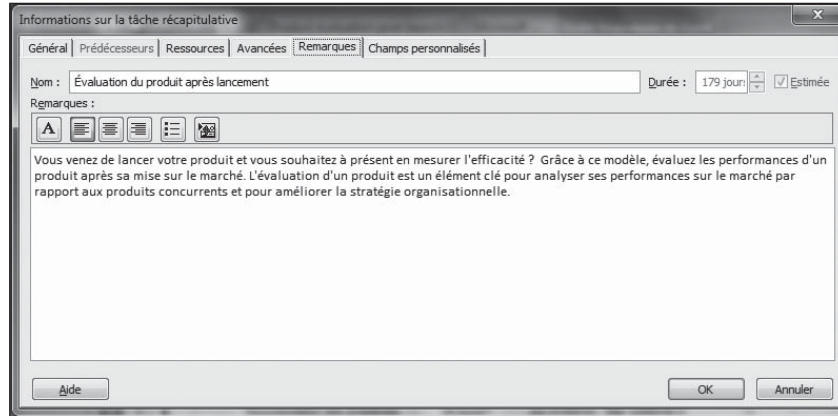 Informations sur la tâche récapitulative
Général Prédécesseurs Ressources Avancées Remarques Champs personnalisés
Nom : Évaluation du produit après lancement Durée : 179 jour Estimée
Remarques :
A
Vous venez de lancer votre produit et vous souhaitez à présent en mesurer l'efficacité ? Grâce à ce modèle, évaluez les performances d'un
produit après sa mise sur le marché. L'évaluation d'un produit est un élément clé pour analyser ses performances sur le marché par
rapport aux produits concurrents et pour améliorer la stratégie organisationnelle.
Aide OK Annuler